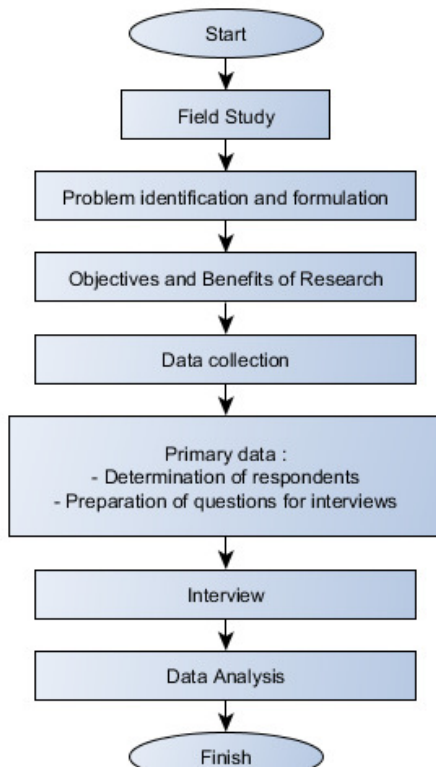 Start
Field Study
Problem identification and formulation
Objectives and Benefits of Research
Data collection
Primary data :
- Determination of respondents
- Preparation of questions for interviews
Interview
Data Analysis
Finish